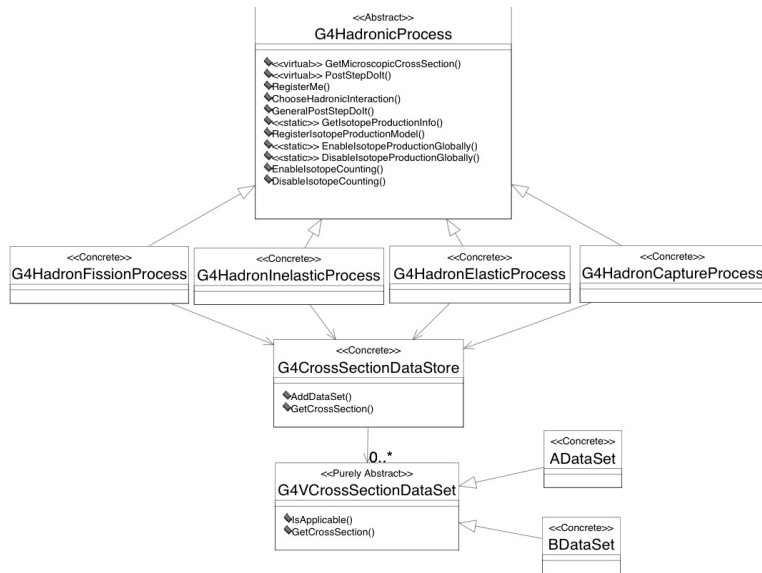 <<Abstract>>
G4HadronicProcess
<<virtual>> GetMicroscopicCrossSection()
<<virtual>> PostStepDoIt()
RegisterMe()
ChooseHadronicInteraction()
GeneralPostStepDoIt()
<<static>> GetIsotopeProductionInfo()
RegisterIsotopeProductionModel()
<<static>> EnableIsotopeProductionGlobally()
<<static>> DisableIsotopeProductionGlobally()
EnableIsotopeCounting()
DisableIsotopeCounting()
<<Concrete>>
G4HadronFissionProcess
<<Concrete>>
G4HadronInelasticProcess
<<Concrete>>
G4HadronElasticProcess
<<Concrete>>
G4HadronCaptureProcess
<<Concrete>>
G4CrossSectionDataStore
AddDataSet()
GetCrossSection()
0..*
<<Purely Abstract>>
G4VCrossSectionDataSet
IsApplicable()
GetCrossSection()
<<Concrete>>
ADataSet
<<Concrete>>
BDataSet